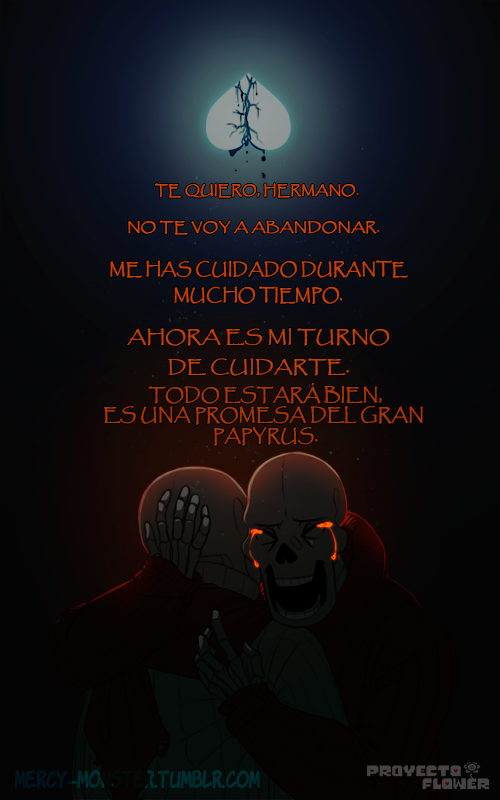 TE QUIERO, HERMANO.
NO TE VOY A ABANDONAR.
ME HAS CUIDADO DURANTE
MUCHO TIEMPO.
AHORA ES MI TURNO
DE CUIDARTE.
TODO ESTARÁ BIEN,
ES UNA PROMESA DEL GRAN
PAPYRUS.
MERCY-MONSTER.TUMBLR.COM
PROYECTO
FLOWER